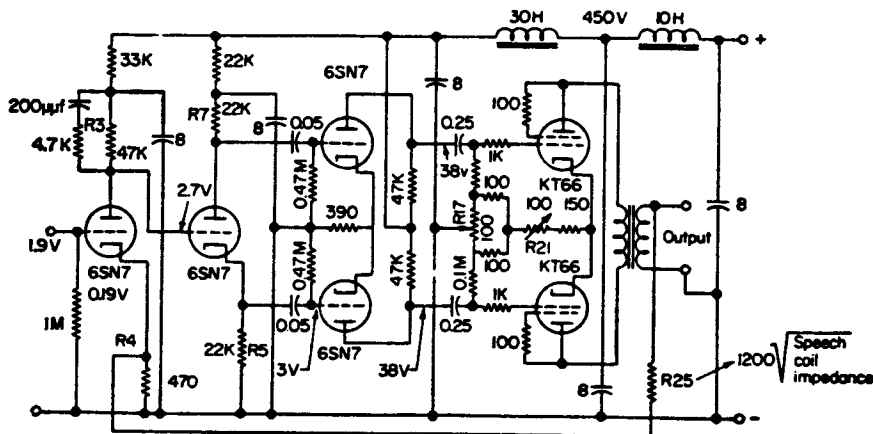 30H
450V
10H
+
33K
22K
6SN7
200µµf
R3
R7
22K
8
0.05
8
100
4.7K
47K
8
0.25
1K
2.7V
0.47M
47K
38v
100
KT66
8
1.9V
390
R17
100
100
150
R21
Output
6SN7
6SN7
0.19V
0.47M
47K
100
KT66
0.1M
1M
0.05
0.25
1K
R4
22K
R5
3V
6SN7
38V
100
470
8
R25
1200√ Speech
coil
impedance
-